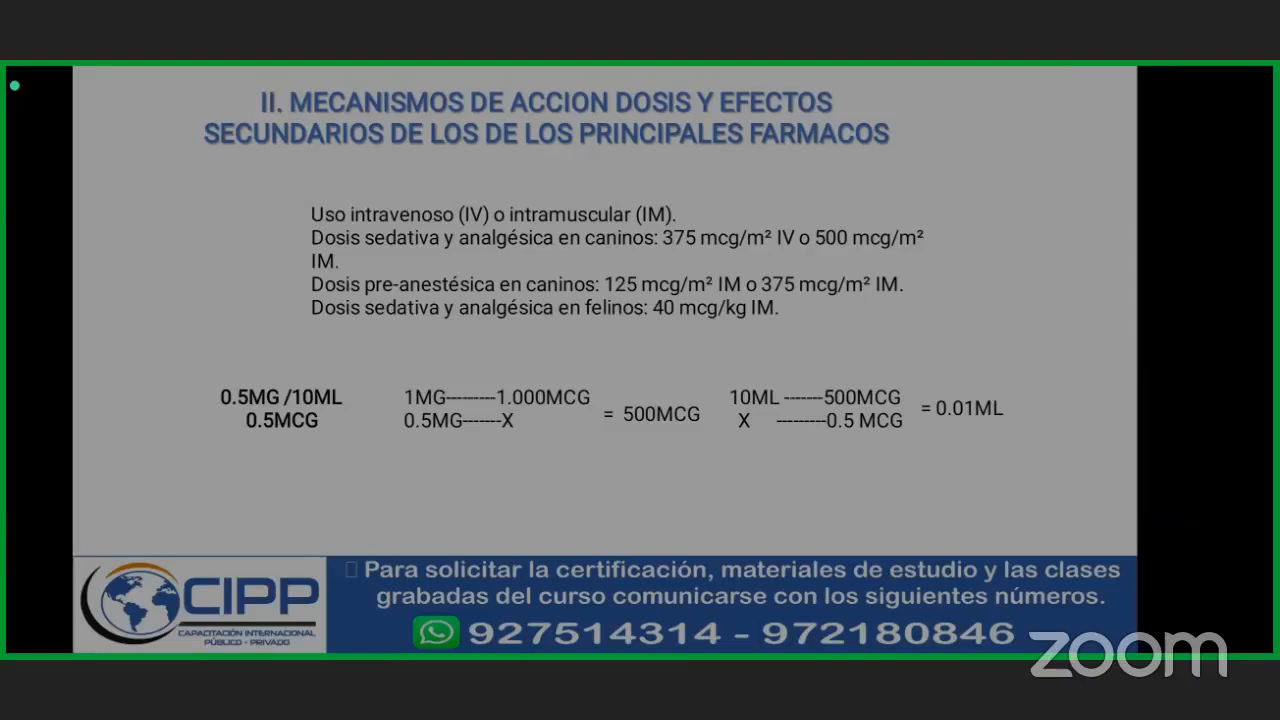 II. MECANISMOS DE ACCION DOSIS Y EFECTOS
SECUNDARIOS DE LOS DE LOS PRINCIPALES FARMACOS
Uso intravenoso (IV) o intramuscular (IM).
Dosis sedativa y analgésica en caninos: 375 mcg/m² IV o 500 mcg/m²
IM.
Dosis pre-anestésica en caninos: 125 mcg/m² IM o 375 mcg/m² IM.
Dosis sedativa y analgésica en felinos: 40 mcg/kg IM.
0.5MG /10ML
0.5MCG
1MG---------1.000MCG
0.5MG-------X
= 500MCG
10ML -------500MCG
X ---------0.5 MCG
= 0.01ML
CIPP
CAPACITACIÓN INTERNACIONAL
PÚBLICO - PRIVADO
Para solicitar la certificación, materiales de estudio y las clases
grabadas del curso comunicarse con los siguientes números.
927514314 - 972180846
zoom